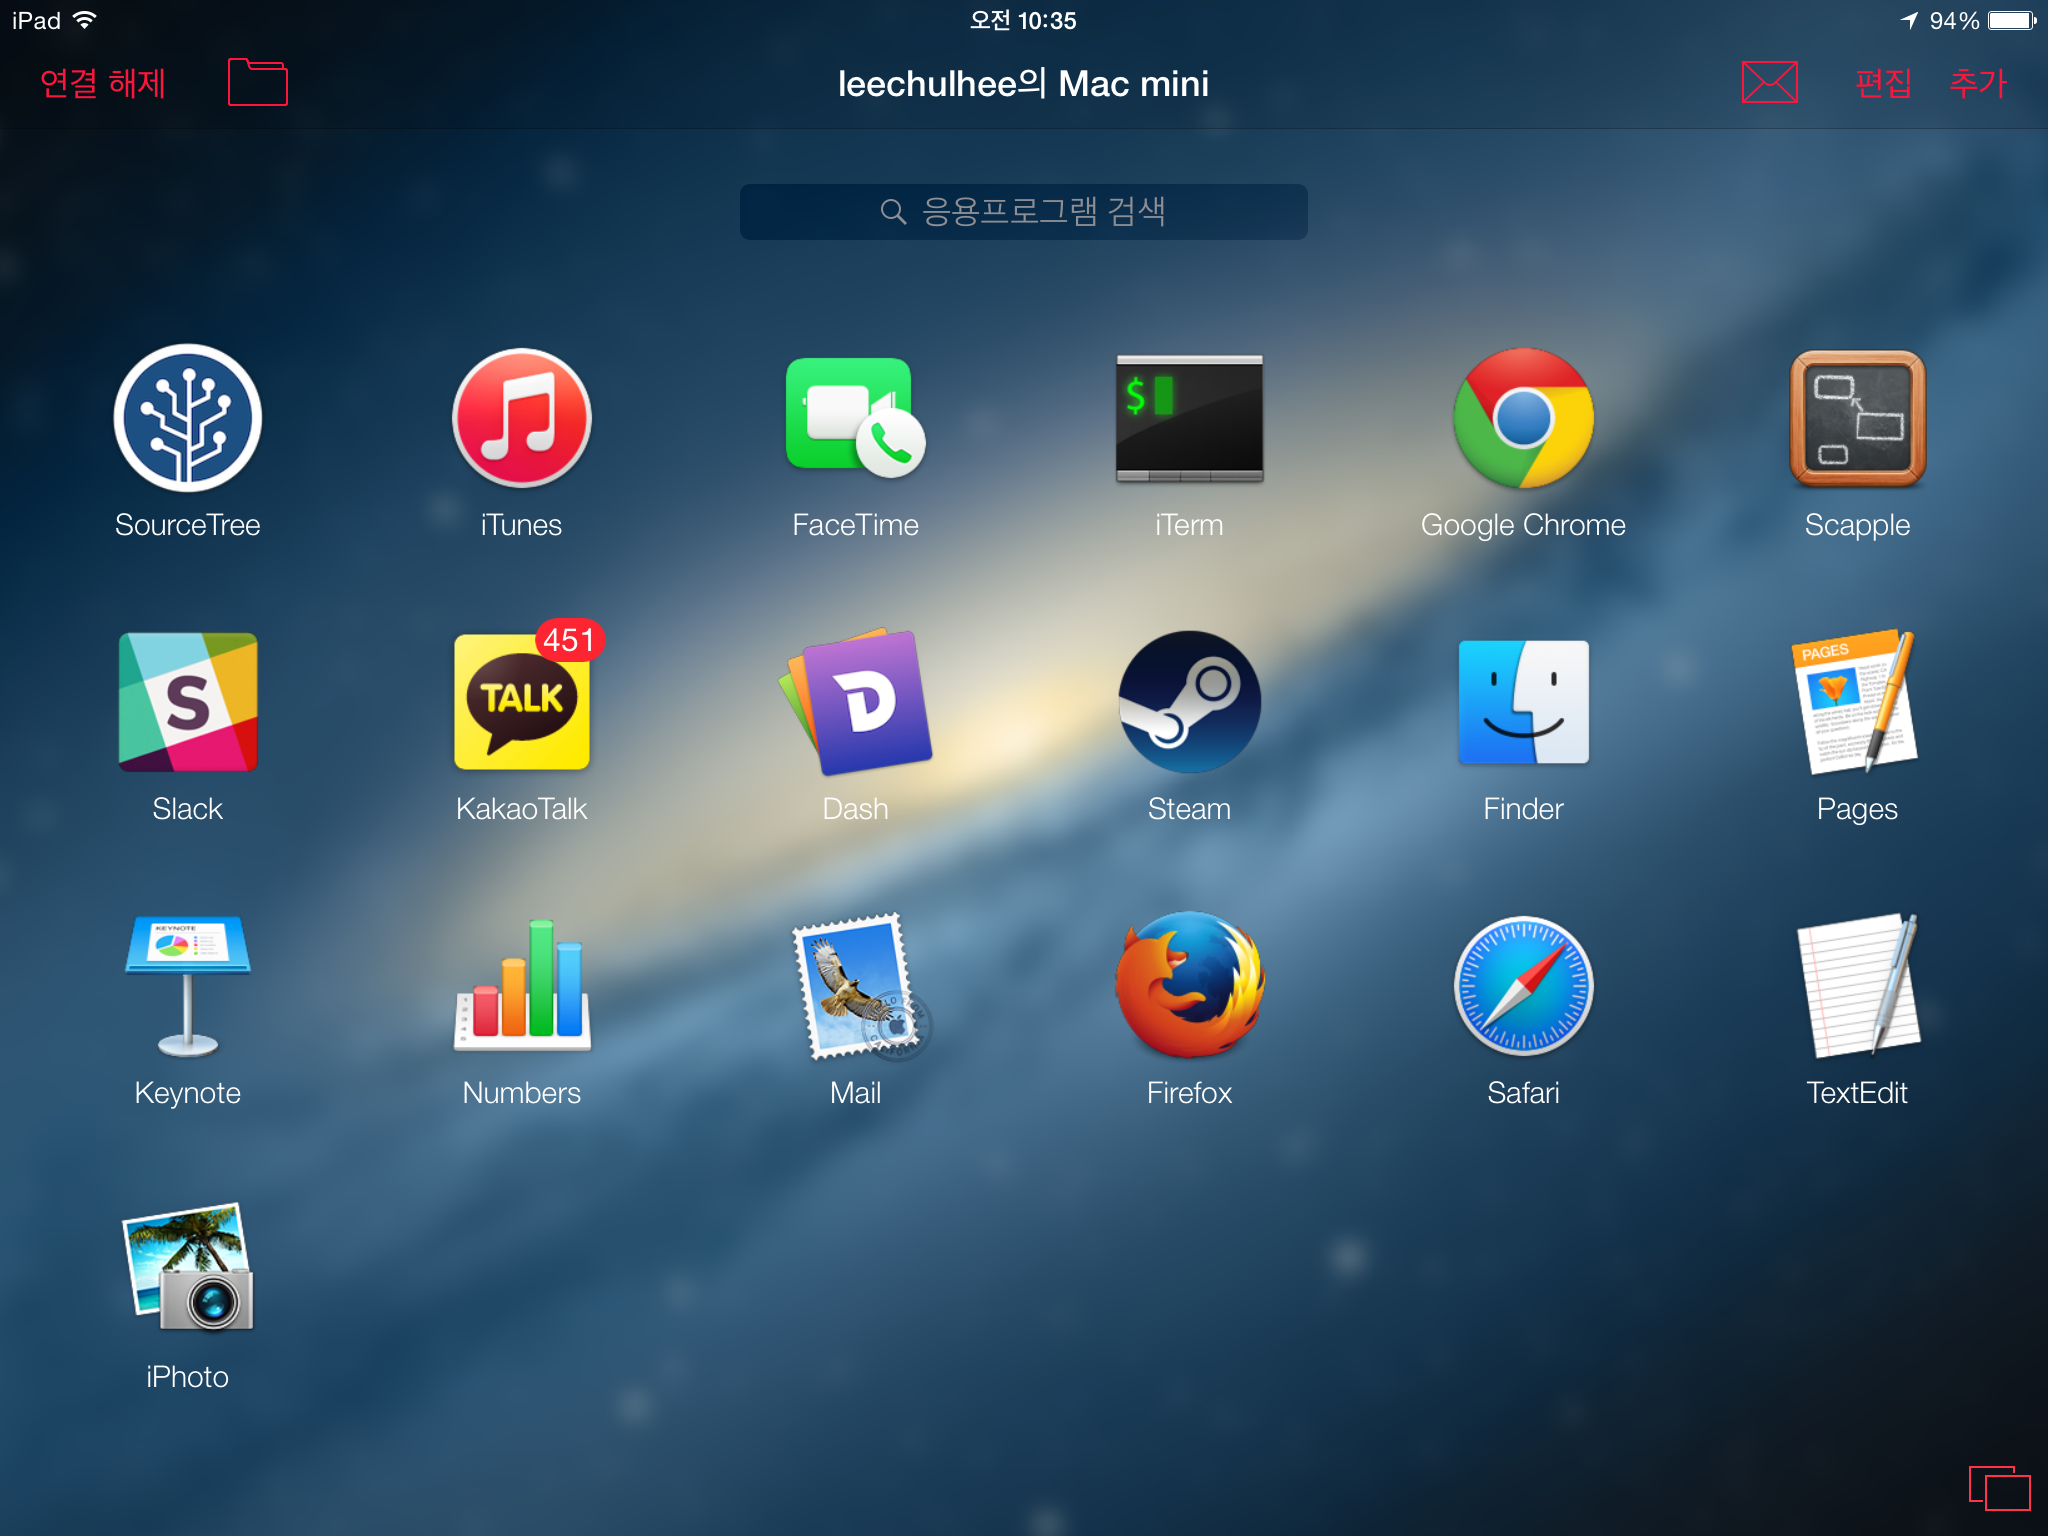 iPad 오전 10:35 94%
연결 해제 leechulhee의 Mac mini 편집 추가
응용프로그램 검색
$
SourceTree iTunes FaceTime iTerm Google Chrome Scapple
S 451 TALK D PAGES
Slack KakaoTalk Dash Steam Finder Pages
KEYNOTE
Keynote Numbers Mail Firefox Safari TextEdit
iPhoto